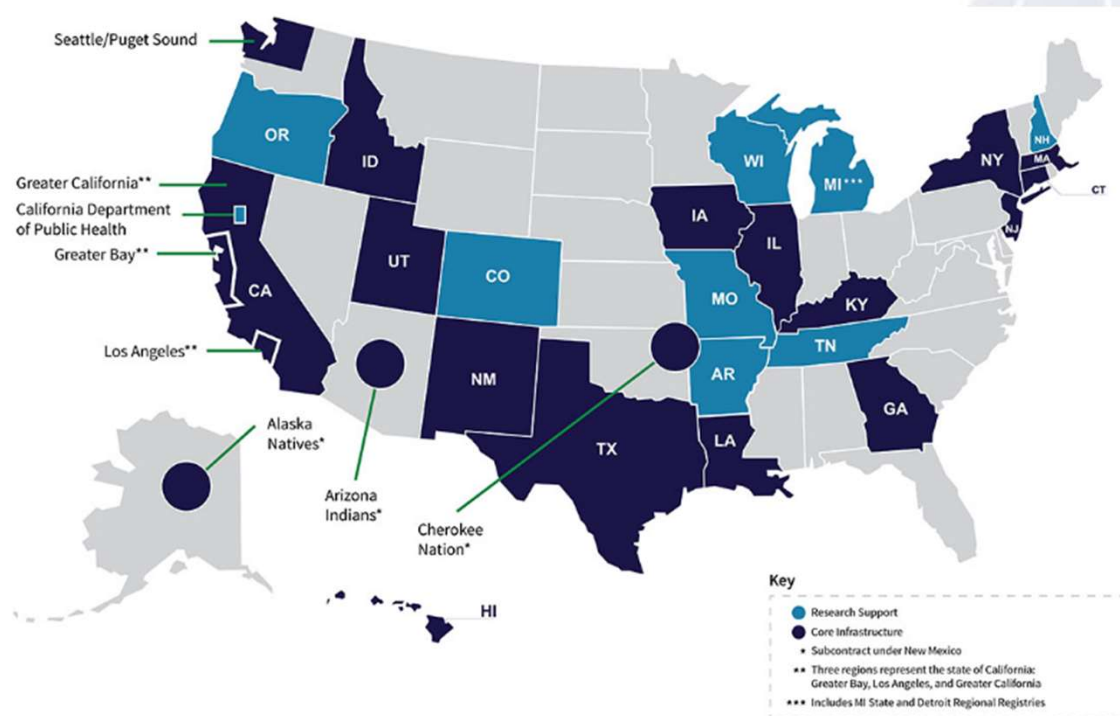 Seattle/Puget Sound
OR
ID
WI
MI***
NY
NH
MA
CT
NJ
Greater California**
California Department
of Public Health
Greater Bay**
CA
UT
CO
IA
IL
MO
KY
TN
Los Angeles**
NM
AR
GA
TX
LA
Alaska
Natives*
Arizona
Indians*
Cherokee
Nation*
HI
Key
Research Support
Core Infrastructure
* Subcontract under New Mexico
** Three regions represent the state of California:
Greater Bay, Los Angeles, and Greater California
*** Includes MI State and Detroit Regional Registries